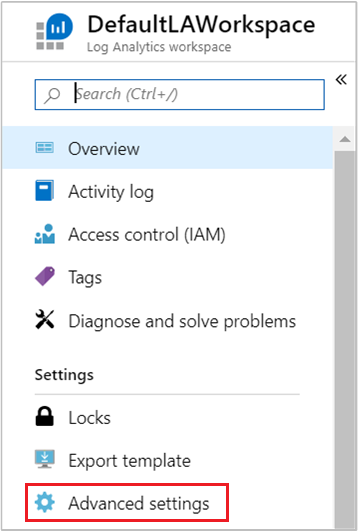 DefaultLAWorkspace
Log Analytics workspace
Search (Ctrl+/)
Overview
Activity log
Access control (IAM)
Tags
Diagnose and solve problems
Settings
Locks
Export template
Advanced settings